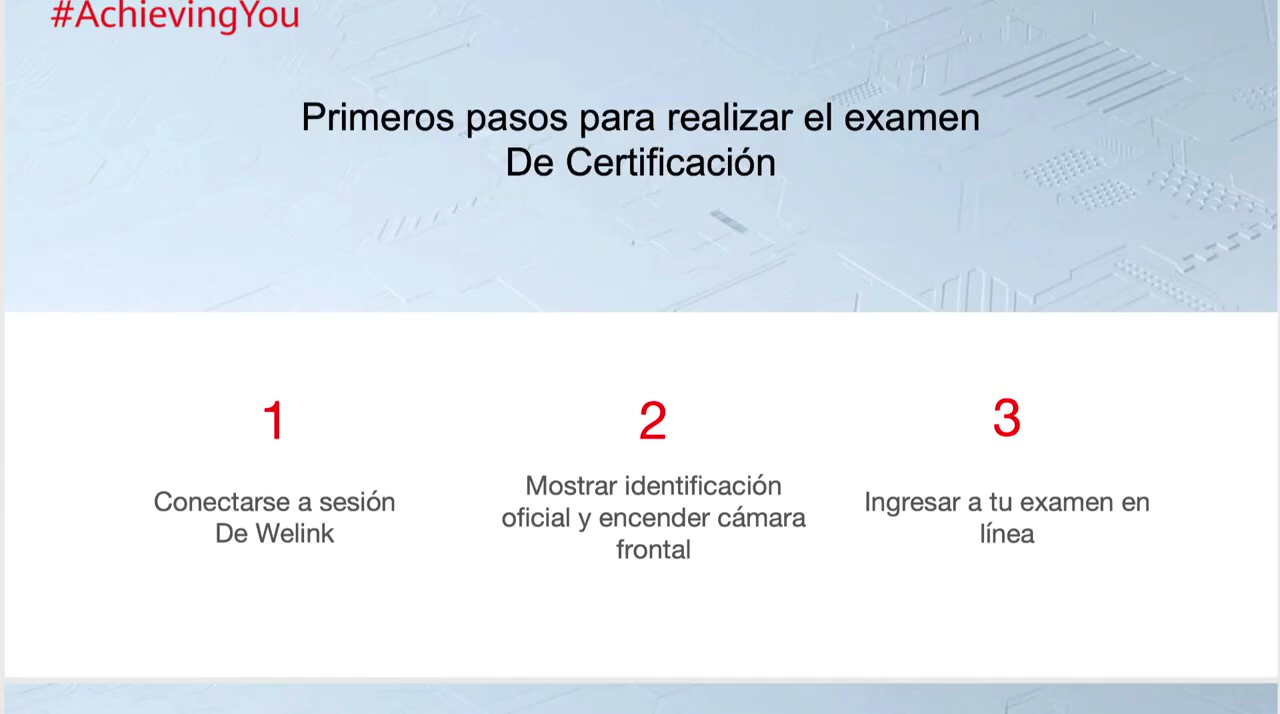 #AchievingYou
Primeros pasos para realizar el examen
De Certificación
1
Conectarse a sesión
De Welink
2
Mostrar identificación
oficial y encender cámara
frontal
3
Ingresar a tu examen en
línea